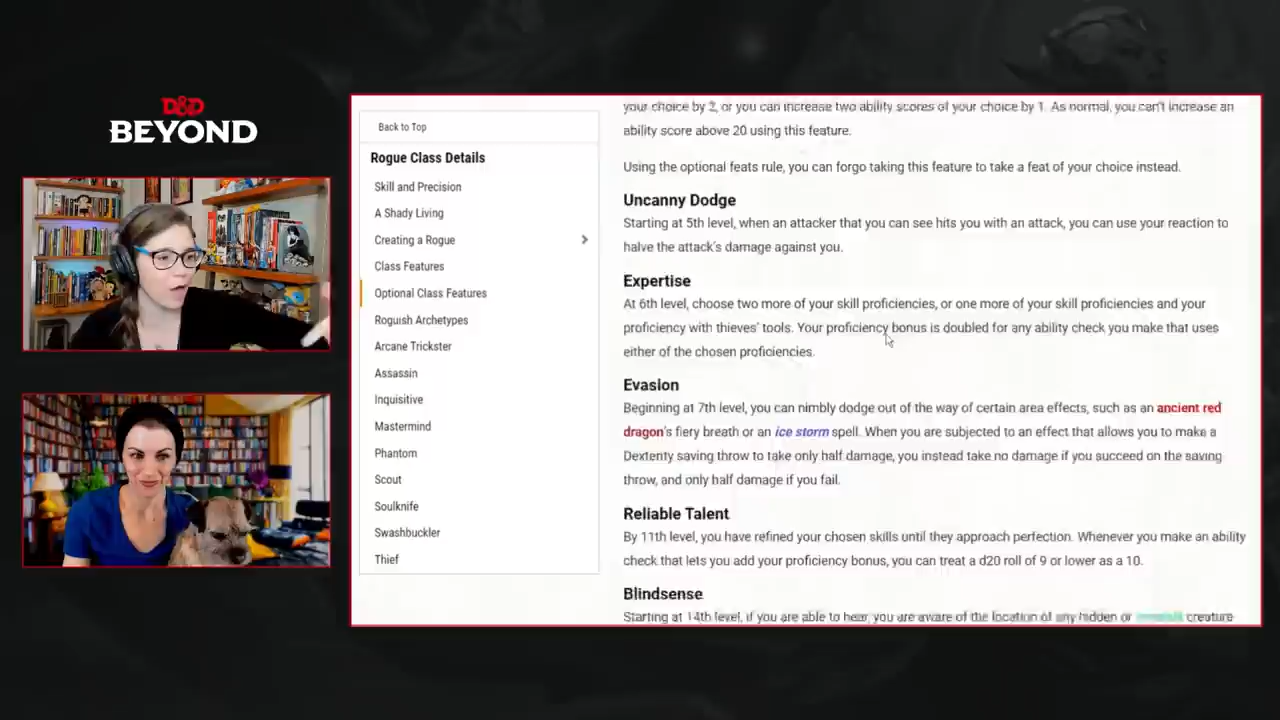 D&D
BEYOND
Back to Top
Rogue Class Details
Skill and Precision
A Shady Living
Creating a Rogue
Class Features
Optional Class Features
Roguish Archetypes
Arcane Trickster
Assassin
Inquisitive
Mastermind
Phantom
Scout
Soulknife
Swashbuckler
Thief
your choice by 2, or you can increase two ability scores of your choice by 1. As normal, you can't increase an
ability score above 20 using this feature.
Using the optional feats rule, you can forgo taking this feature to take a feat of your choice instead.
Uncanny Dodge
Starting at 5th level, when an attacker that you can see hits you with an attack, you can use your reaction to
halve the attack's damage against you.
Expertise
At 6th level, choose two more of your skill proficiencies, or one more of your skill proficiencies and your
proficiency with thieves' tools. Your proficiency bonus is doubled for any ability check you make that uses
either of the chosen proficiencies.
Evasion
Beginning at 7th level, you can nimbly dodge out of the way of certain area effects, such as an ancient red
dragon's fiery breath or an ice storm spell. When you are subjected to an effect that allows you to make a
Dexterity saving throw to take only half damage, you instead take no damage if you succeed on the saving
throw, and only half damage if you fail.
Reliable Talent
By 11th level, you have refined your chosen skills until they approach perfection. Whenever you make an ability
check that lets you add your proficiency bonus, you can treat a d20 roll of 9 or lower as a 10.
Blindsense
Starting at 14th level, if you are able to hear, you are aware of the location of any hidden or creature